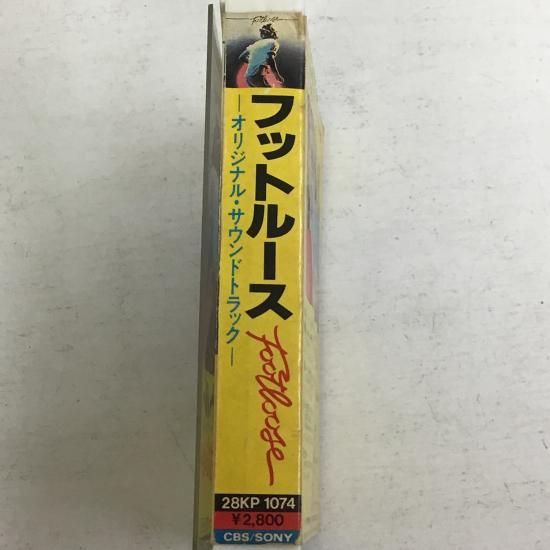 Footloose
フットルース
—オリジナル・サウンドトラック—
Footloose
28KP 1074
¥2,800
CBS/SONY